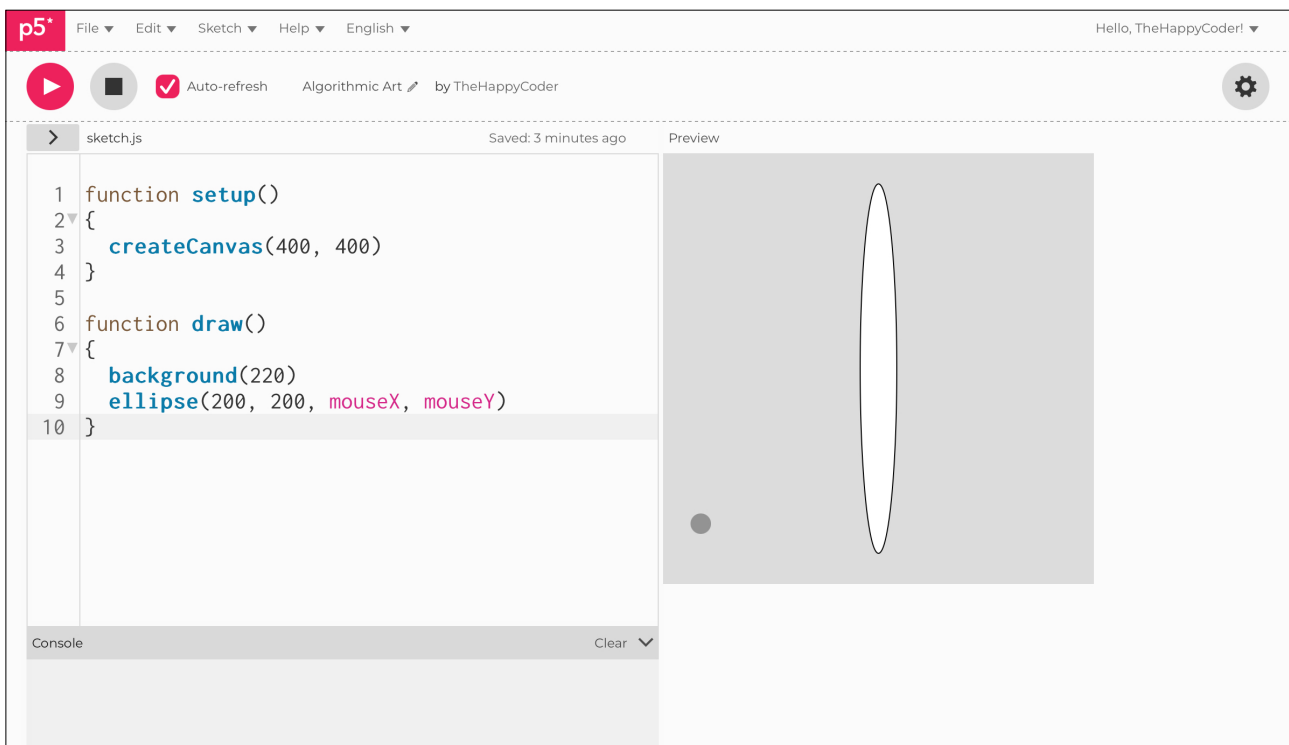 p5* File Edit Sketch Help English Hello, TheHappyCoder!
Auto-refresh Algorithmic Art by TheHappyCoder
sketch.js Saved: 3 minutes ago Preview
1 function setup()
2 {
3 createCanvas(400, 400)
4 }
5
6 function draw()
7 {
8 background(220)
9 ellipse(200, 200, mouseX, mouseY)
10 }
Console Clear